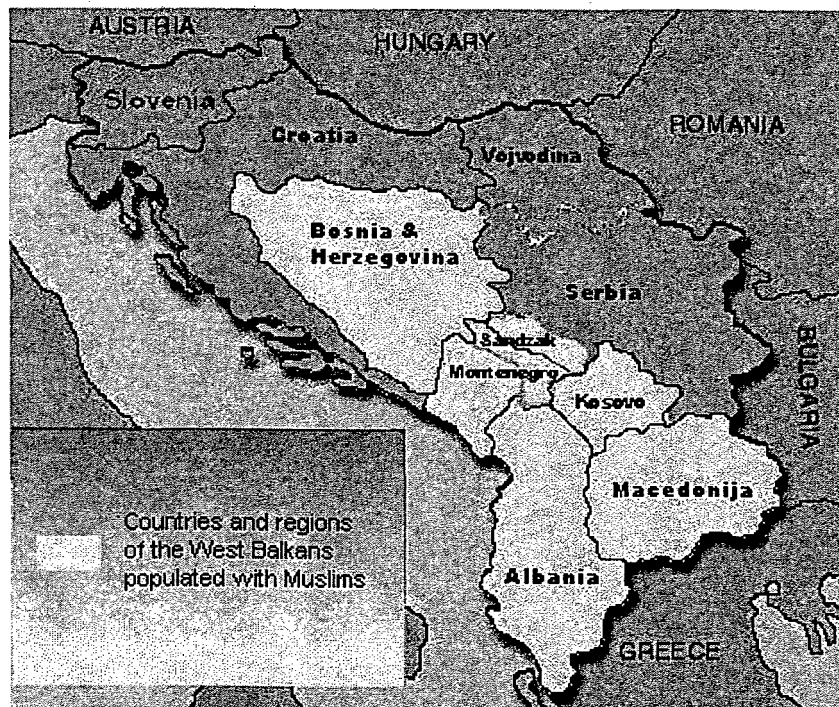 AUSTRIA
HUNGARY
Slovenia
Croatia
Vojvodina
ROMANIA
Bosnia &
Herzegovina
Serbia
Sandzak
Montenegro
Kosovo
BULGARIA
Macedonija
Albania
GREECE
Countries and regions
of the West Balkans
populated with Muslims